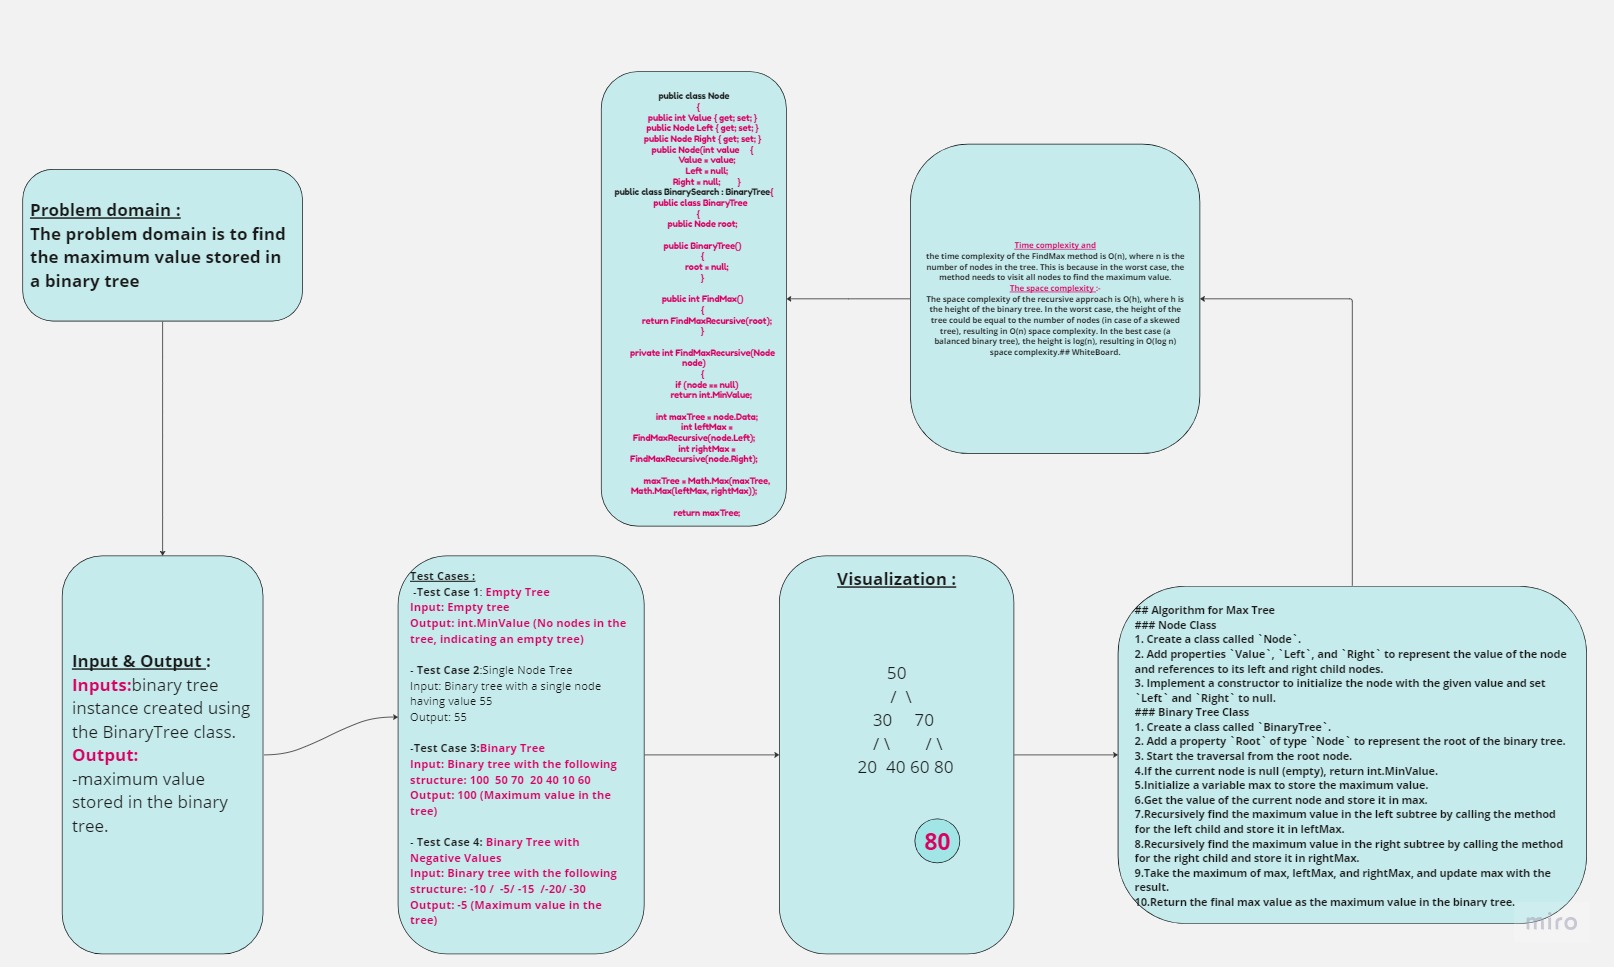 Problem domain :
The problem domain is to find
the maximum value stored in
a binary tree
Input & Output :
Inputs:binary tree
instance created using
the BinaryTree class.
Output:
-maximum value
stored in the binary
tree.
Test Cases :
-Test Case 1: Empty Tree
Input: Empty tree
Output: int.MinValue (No nodes in the
tree, indicating an empty tree)
- Test Case 2:Single Node Tree
Input: Binary tree with a single node
having value 55
Output: 55
-Test Case 3:Binary Tree
Input: Binary tree with the following
structure: 100 50 70 20 40 10 60
Output: 100 (Maximum value in the
tree)
- Test Case 4: Binary Tree with
Negative Values
Input: Binary tree with the following
structure: -10 / -5/ -15 /-20/ -30
Output: -5 (Maximum value in the
tree)
Visualization :
50
/ \
30 70
/ \ / \
20 40 60 80
80
## Algorithm for Max Tree
### Node Class
1. Create a class called `Node`.
2. Add properties `Value`, `Left`, and `Right` to represent the value of the node
and references to its left and right child nodes.
3. Implement a constructor to initialize the node with the given value and set
`Left` and `Right` to null.
### Binary Tree Class
1. Create a class called `BinaryTree`.
2. Add a property `Root` of type `Node` to represent the root of the binary tree.
3. Start the traversal from the root node.
4.If the current node is null (empty), return int.MinValue.
5.Initialize a variable max to store the maximum value.
6.Get the value of the current node and store it in max.
7.Recursively find the maximum value in the left subtree by calling the method
for the left child and store it in leftMax.
8.Recursively find the maximum value in the right subtree by calling the method
for the right child and store it in rightMax.
9.Take the maximum of max, leftMax, and rightMax, and update max with the
result.
10.Return the final max value as the maximum value in the binary tree.
Time complexity and
the time complexity of the FindMax method is O(n), where n is the
number of nodes in the tree. This is because in the worst case, the
method needs to visit all nodes to find the maximum value.
The space complexity :-
The space complexity of the recursive approach is O(h), where h is
the height of the binary tree. In the worst case, the height of the
tree could be equal to the number of nodes (in case of a skewed
tree), resulting in O(n) space complexity. In the best case (a
balanced binary tree), the height is log(n), resulting in O(log n)
space complexity.## WhiteBoard.
public class Node
{
public int Value { get; set; }
public Node Left { get; set; }
public Node Right { get; set; }
public Node(int value {
Value = value;
Left = null;
Right = null; }
public class BinarySearch : BinaryTree{
public class BinaryTree
{
public Node root;
public BinaryTree()
{
root = null;
}
public int FindMax()
{
return FindMaxRecursive(root);
}
private int FindMaxRecursive(Node
node)
{
if (node == null)
return int.MinValue;
int maxTree = node.Data;
int leftMax =
FindMaxRecursive(node.Left);
int rightMax =
FindMaxRecursive(node.Right);
maxTree = Math.Max(maxTree,
Math.Max(leftMax, rightMax));
return maxTree;
miro